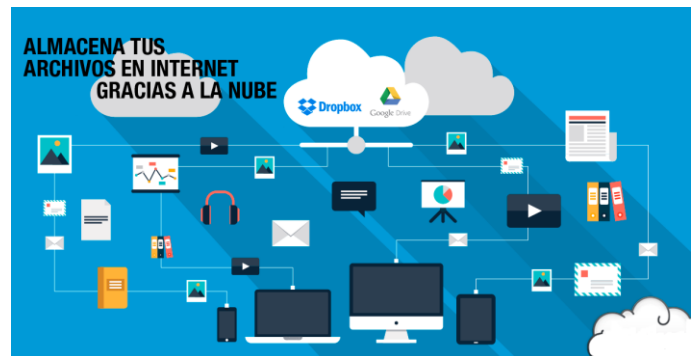 ALMACENA TUS
ARCHIVOS EN INTERNET
GRACIAS A LA NUBE
Dropbox
Google Drive